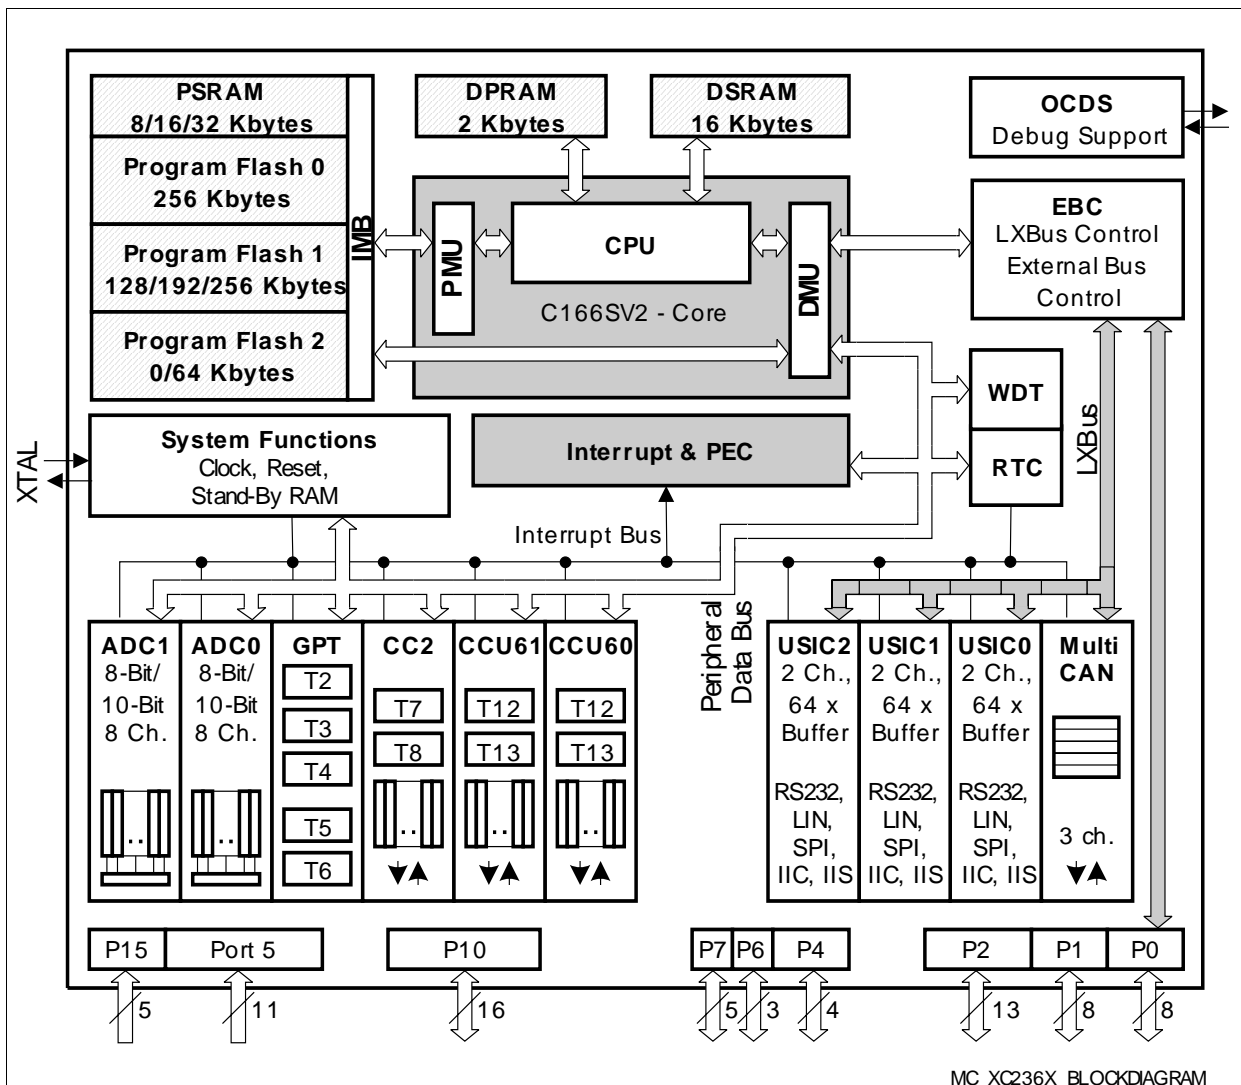 PSRAM
8/16/32 Kbytes
Program Flash 0
256 Kbytes
Program Flash 1
128/192/256 Kbytes
Program Flash 2
0/64 Kbytes
IMB
DPRAM
2 Kbytes
DSRAM
16 Kbytes
OCDS
Debug Support
PMU
CPU
DMU
C166SV2 - Core
EBC
LXBus Control
External Bus
Control
WDT
RTC
LXBus
XTAL
System Functions
Clock, Reset,
Stand-By RAM
Interrupt & PEC
Interrupt Bus
Peripheral
Data Bus
ADC1
8-Bit/
10-Bit
8 Ch.
ADC0
8-Bit/
10-Bit
8 Ch.
GPT
T2
T3
T4
T5
T6
CC2
T7
T8
CCU61
T12
T13
CCU60
T12
T13
USIC2
2 Ch.,
64 x
Buffer
RS232,
LIN,
SPI,
IIC, IIS
USIC1
2 Ch.,
64 x
Buffer
RS232,
LIN,
SPI,
IIC, IIS
USIC0
2 Ch.,
64 x
Buffer
RS232,
LIN,
SPI,
IIC, IIS
Multi
CAN
3 ch.
P15
Port 5
P10
P7
P6
P4
P2
P1
P0
5
11
16
5
3
4
13
8
8
MC_XC236X_BLOCKDIAGRAM